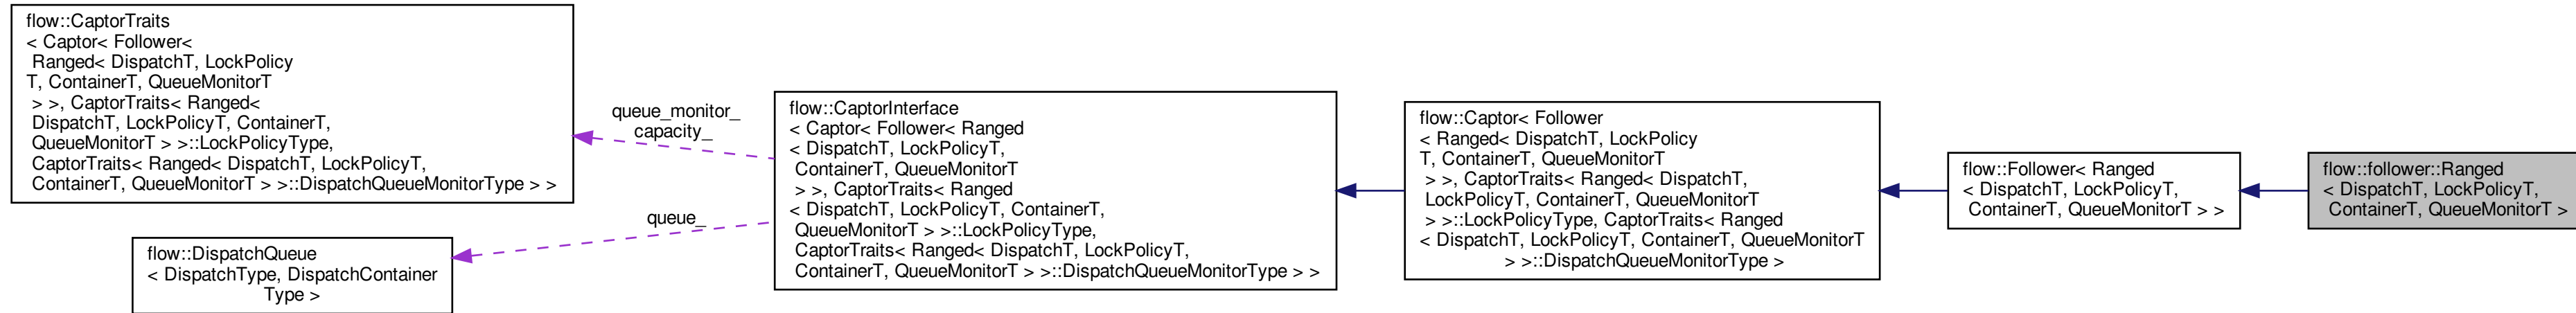 flow::CaptorTraits
< Captor< Follower<
Ranged< DispatchT, LockPolicy
T, ContainerT, QueueMonitorT
> >, CaptorTraits< Ranged<
DispatchT, LockPolicyT, ContainerT,
QueueMonitorT > >::LockPolicyType,
CaptorTraits< Ranged< DispatchT, LockPolicyT,
ContainerT, QueueMonitorT > >::DispatchQueueMonitorType > >
flow::DispatchQueue
< DispatchType, DispatchContainer
Type >
queue_monitor_
capacity_
queue_
flow::CaptorInterface
< Captor< Follower< Ranged
< DispatchT, LockPolicyT,
ContainerT, QueueMonitorT
> >, CaptorTraits< Ranged
< DispatchT, LockPolicyT, ContainerT,
QueueMonitorT > >::LockPolicyType,
CaptorTraits< Ranged< DispatchT, LockPolicyT,
ContainerT, QueueMonitorT > >::DispatchQueueMonitorType > >
flow::Captor< Follower
< Ranged< DispatchT, LockPolicy
T, ContainerT, QueueMonitorT
> >, CaptorTraits< Ranged< DispatchT,
LockPolicyT, ContainerT, QueueMonitorT
> >::LockPolicyType, CaptorTraits< Ranged
< DispatchT, LockPolicyT, ContainerT, QueueMonitorT
> >::DispatchQueueMonitorType >
flow::Follower< Ranged
< DispatchT, LockPolicyT,
ContainerT, QueueMonitorT > >
flow::follower::Ranged
< DispatchT, LockPolicyT,
ContainerT, QueueMonitorT >